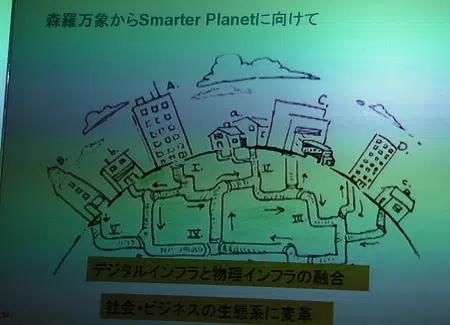 森羅万象からSmarter Planetに向けて
A.
C.
a.
B.
b.
D.
c.
I.
II.
V.
IV.
III.
デジタルインフラと物理インフラの融合
社会・ビジネスの生態系に変革